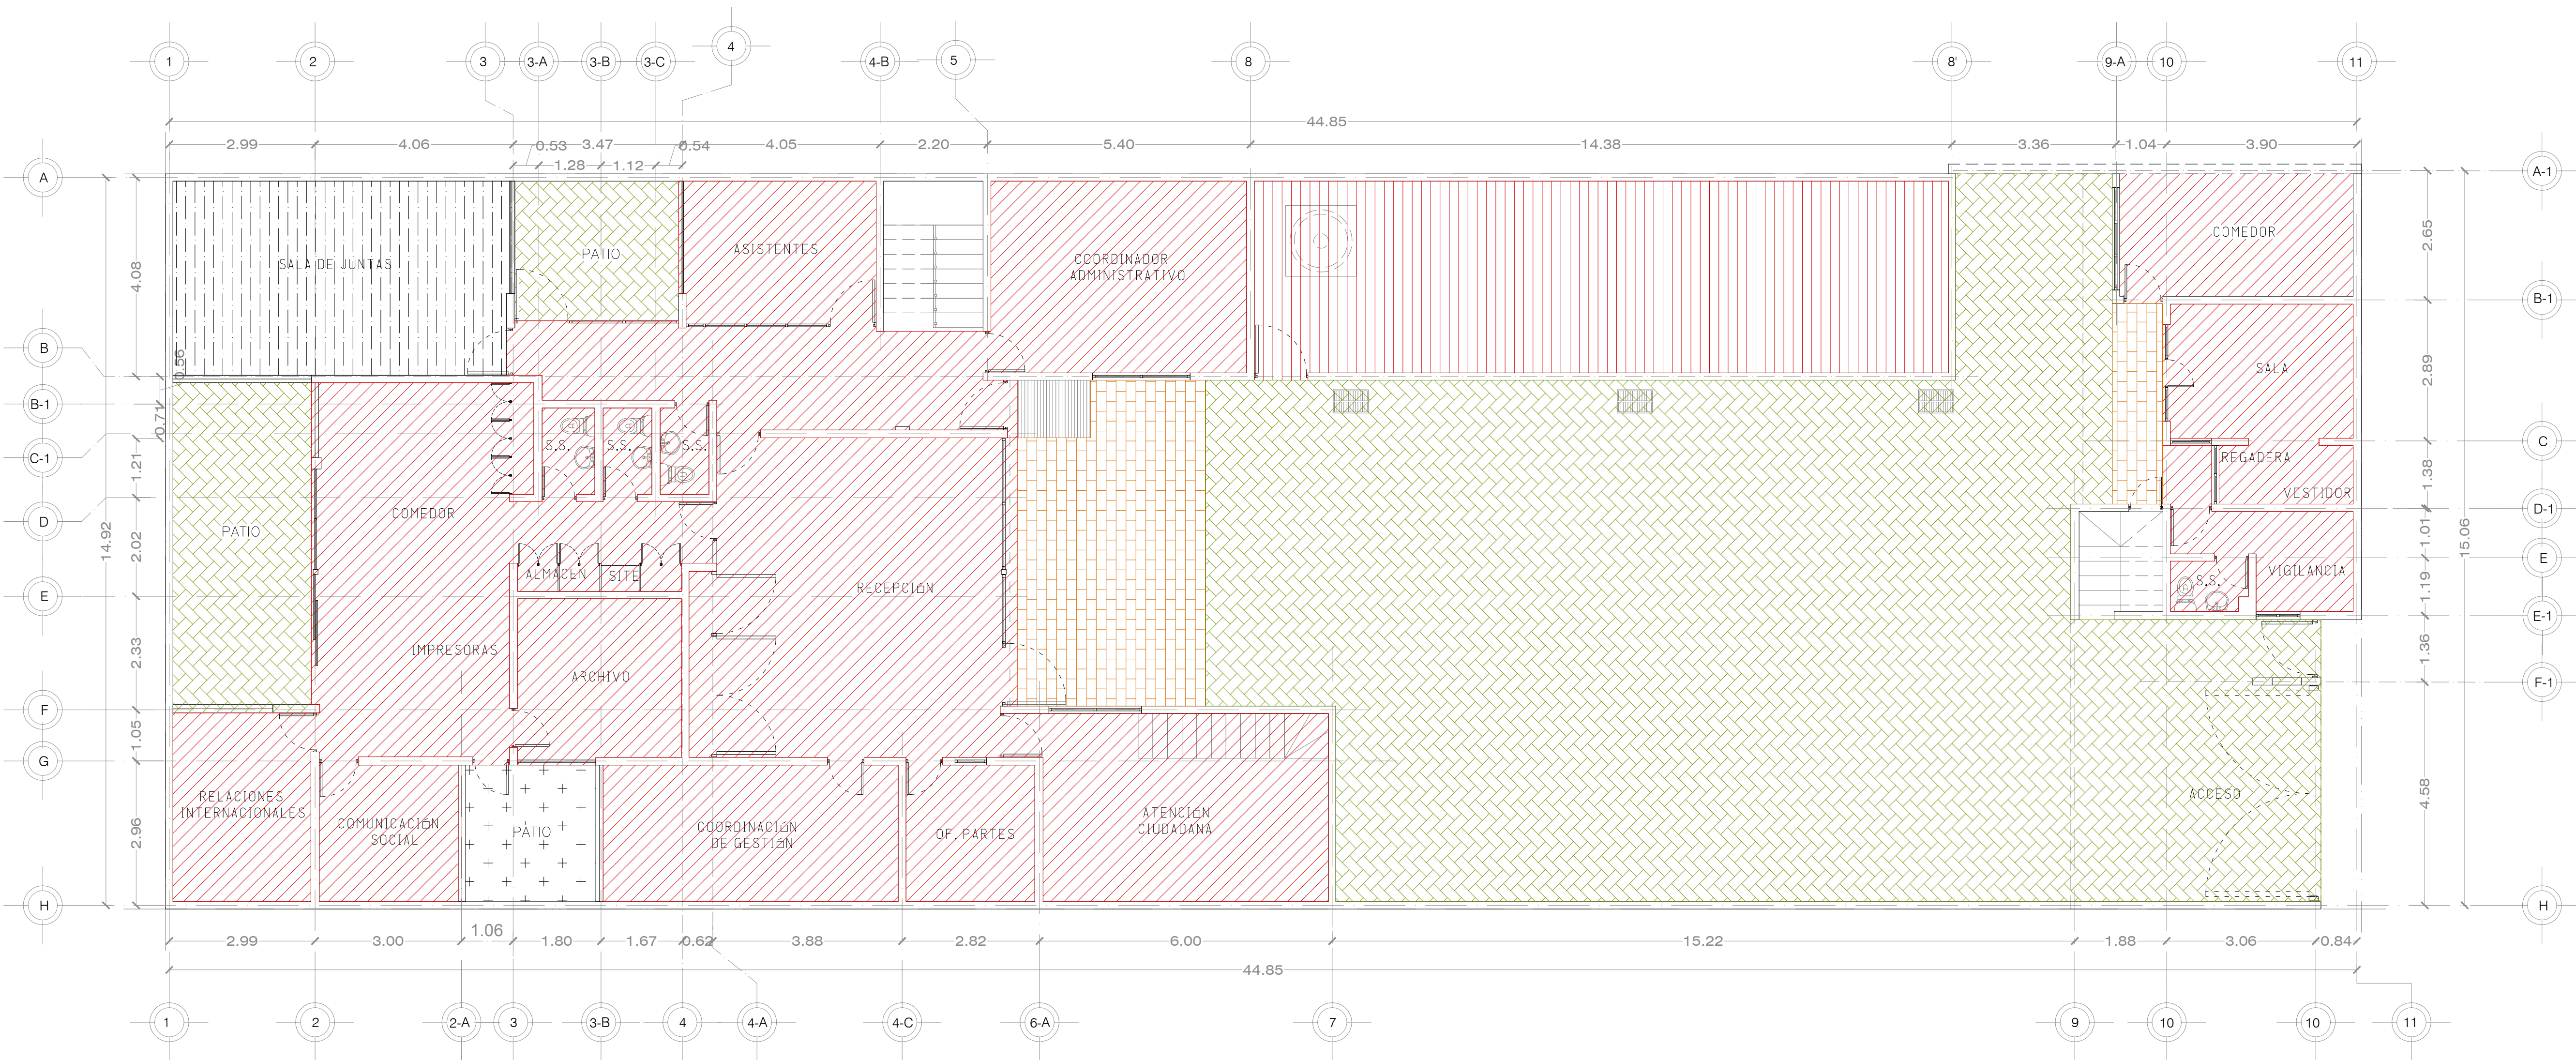 1
2
3
3-A
3-B
3-C
4
4-B
5
8
8'
9-A
10
11
44.85
2.99
4.06
0.53
3.47
0.54
4.05
2.20
5.40
14.38
3.36
1.04
3.90
1.28
1.12
A
A-1
B
B-1
B-1
C-1
C
D
D-1
E
E
E-1
F
F-1
G
H
H
14.92
4.08
0.56
0.71
1.21
2.02
2.33
1.05
2.96
2.65
2.89
1.38
1.01
1.19
1.36
4.58
15.06
SALA DE JUNTAS
PATIO
ASISTENTES
COORDINADOR
ADMINISTRATIVO
COMEDOR
SALA
REGADERA
VESTIDOR
S.S.
S.S.
S.S.
PATIO
COMEDOR
ALMACEN
SITE
RECEPCIóN
S.S.
VIGILANCIA
IMPRESORAS
ARCHIVO
RELACIONES
INTERNACIONALES
COMUNICACIóN
SOCIAL
PATIO
COORDINACIóN
DE GESTIóN
OF. PARTES
ATENCIóN
CIUDADANA
ACCESO
2.99
3.00
1.06
1.80
1.67
0.62
3.88
2.82
6.00
15.22
1.88
3.06
0.84
44.85
1
2
2-A
3
3-B
4
4-A
4-C
6-A
7
9
10
10
11